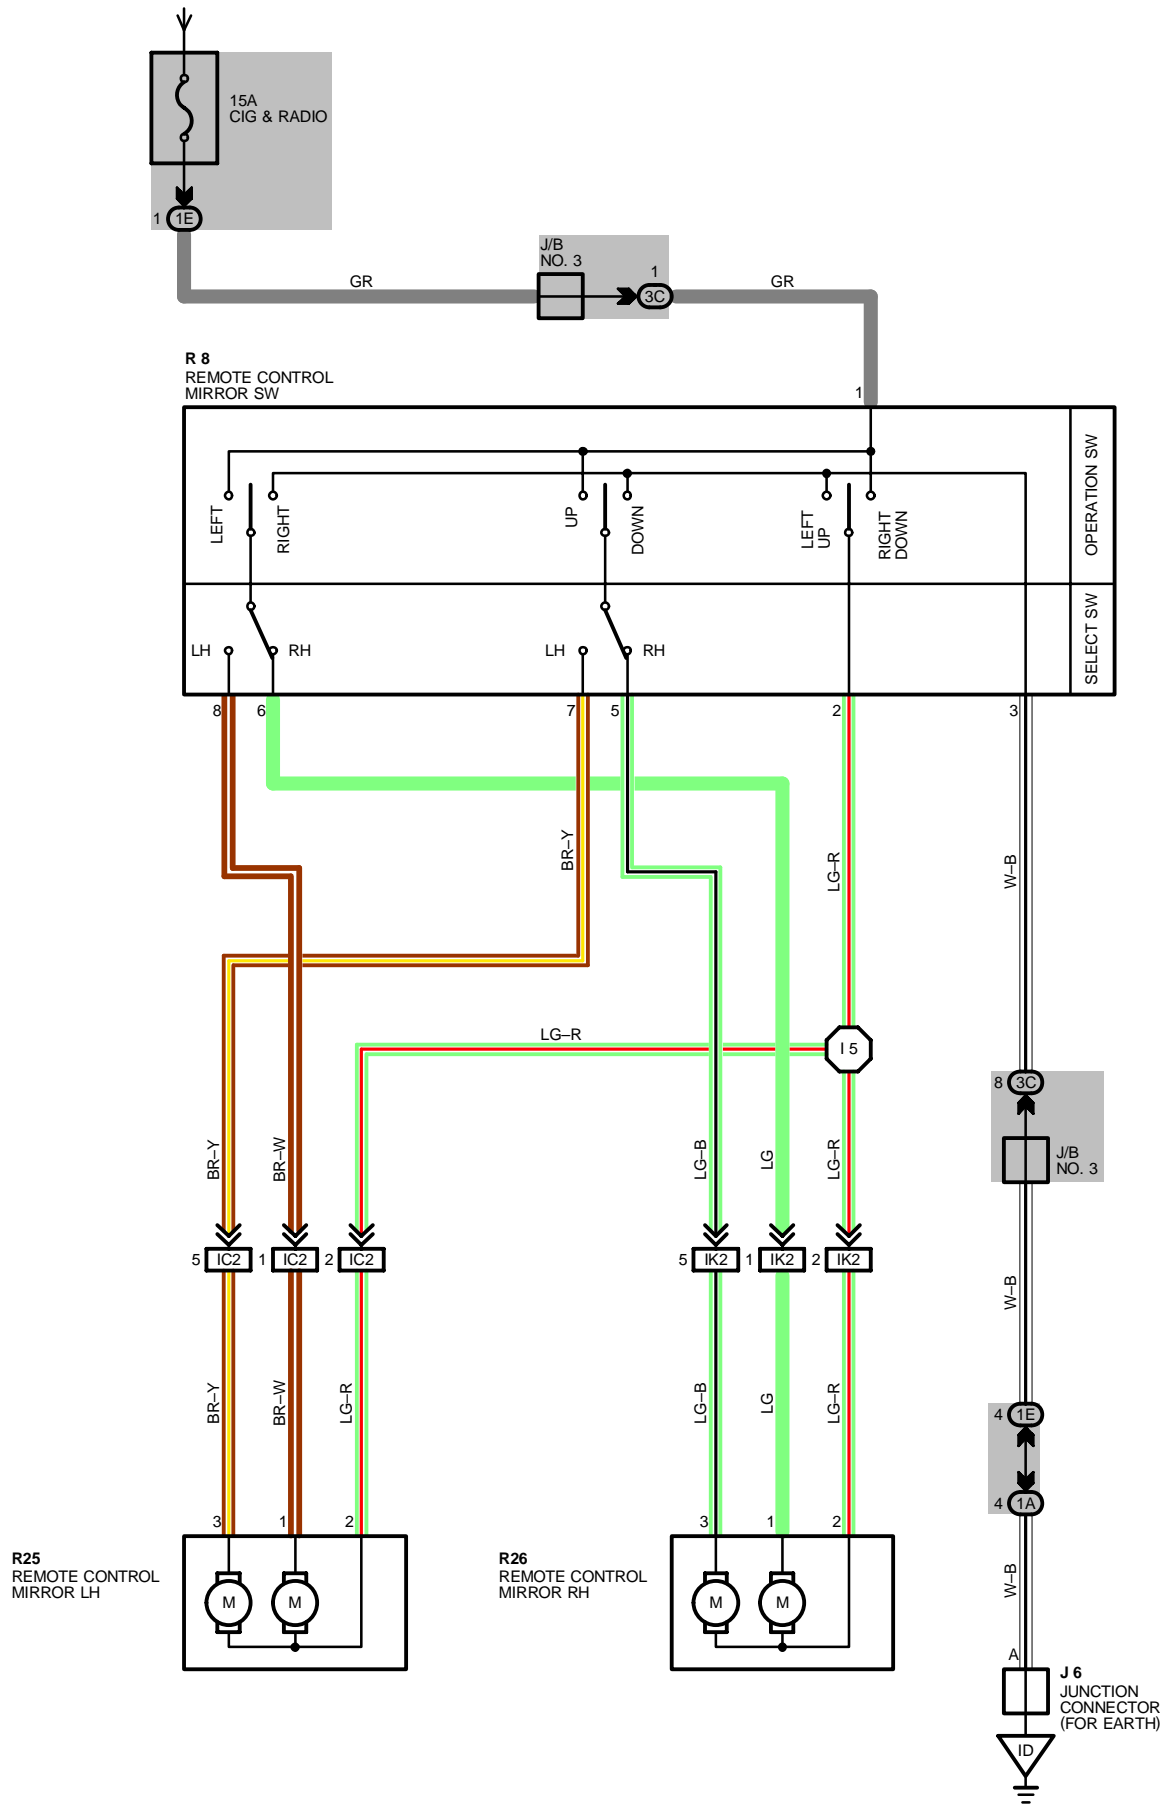 15A
CIG & RADIO
1
1E
J/B
NO. 3
1
3C
GR
GR
R 8
REMOTE CONTROL
MIRROR SW
1
LEFT
RIGHT
UP
DOWN
LEFT
UP
RIGHT
DOWN
OPERATION SW
LH
RH
LH
RH
SELECT SW
8
6
7
5
2
3
BR–Y
LG–R
W–B
LG–R
I 5
8
3C
J/B
NO. 3
BR–Y
BR–W
LG–B
LG
LG–R
5
IC2
1
IC2
2
IC2
5
IK2
1
IK2
2
IK2
W–B
BR–Y
BR–W
LG–R
LG–B
LG
LG–R
4
1E
4
1A
3
1
2
3
1
2
R25
REMOTE CONTROL
MIRROR LH
M
M
R26
REMOTE CONTROL
MIRROR RH
M
M
W–B
A
J 6
JUNCTION
CONNECTOR
(FOR EARTH)
ID